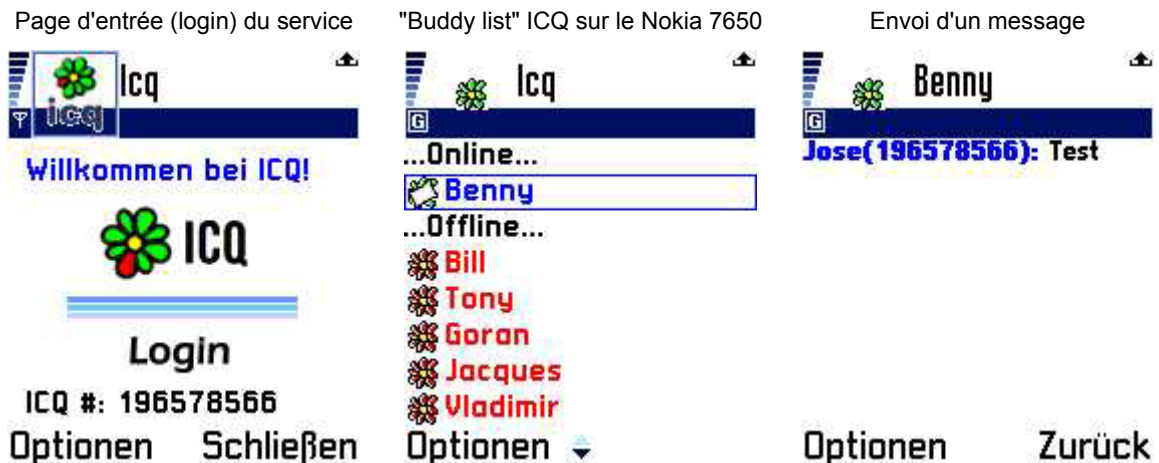 Page d'entrée (login) du service
Icq
icq
Willkommen bei ICQ!
ICQ
Login
ICQ #: 196578566
Optionen Schließen
"Buddy list" ICQ sur le Nokia 7650
Icq
G
...Online...
Benny
...Offline...
Bill
Tony
Goran
Jacques
Vladimir
Optionen
Envoi d'un message
Benny
G
Jose(196578566): Test
Optionen Zurück